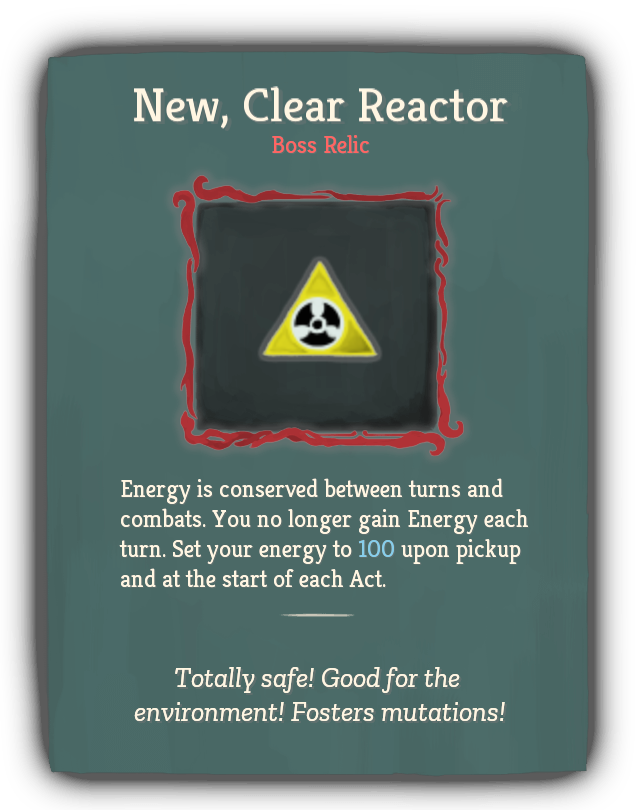 New, Clear Reactor
Boss Relic
Energy is conserved between turns and
combats. You no longer gain Energy each
turn. Set your energy to 100 upon pickup
and at the start of each Act.
Totally safe! Good for the
environment! Fosters mutations!